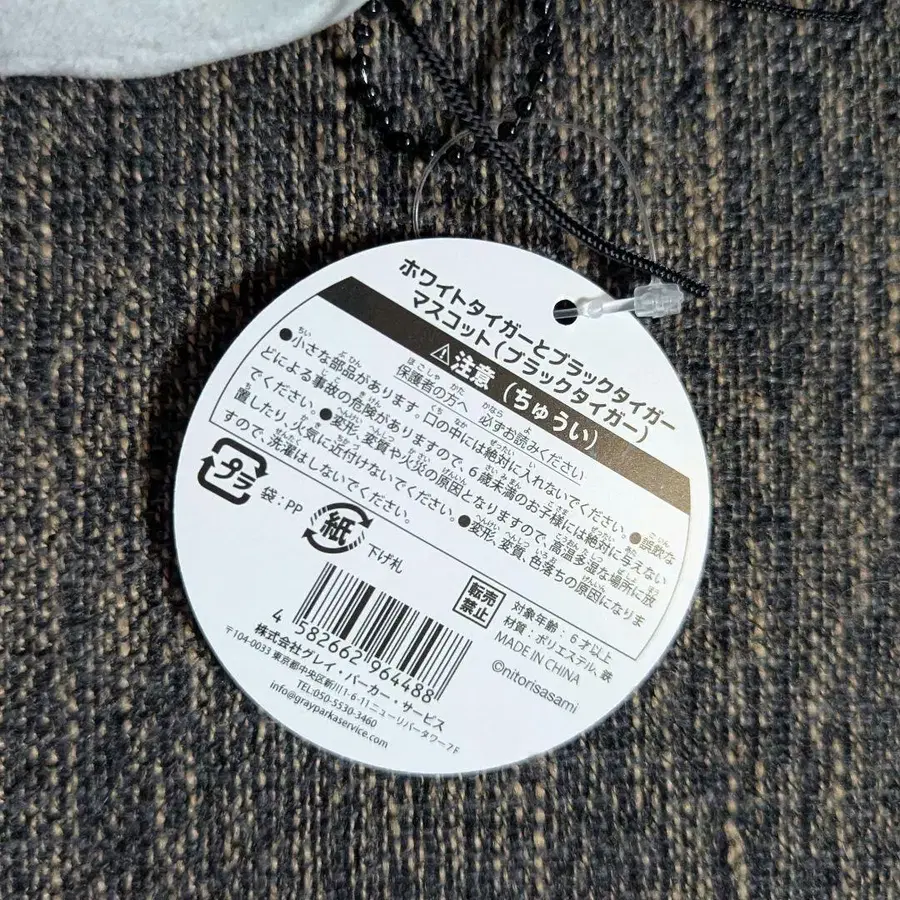 ホワイトタイガーとブラックタイガー
マスコット(ブラックタイガー)
⚠注意(ちゅうい)
保護者の方へ 必ずお読みください
●小さな部品があります。口の中には絶対に入れないでください。●誤飲な
どによる事故の危険がありますので、6歳未満のお子様には絶対に与えない
でください。●変形、変質や火災の原因となりますので、高温多湿な場所に放
置したり、火気に近付けないでください。●変形、変質、色落ちの原因になりま
すので、洗濯はしないでください。
プラ
袋:PP
紙
下げ札
転売
禁止
対象年齢:6才以上
材質:ポリエステル、鉄
MADE IN CHINA
©nitorisasami
4 582662 964488
株式会社グレイ・パーカー・サービス
〒104-0033 東京都中央区新川1-6-11ニューリバータワー7F
TEL:050-5530-3460
info@grayparkaservice.com